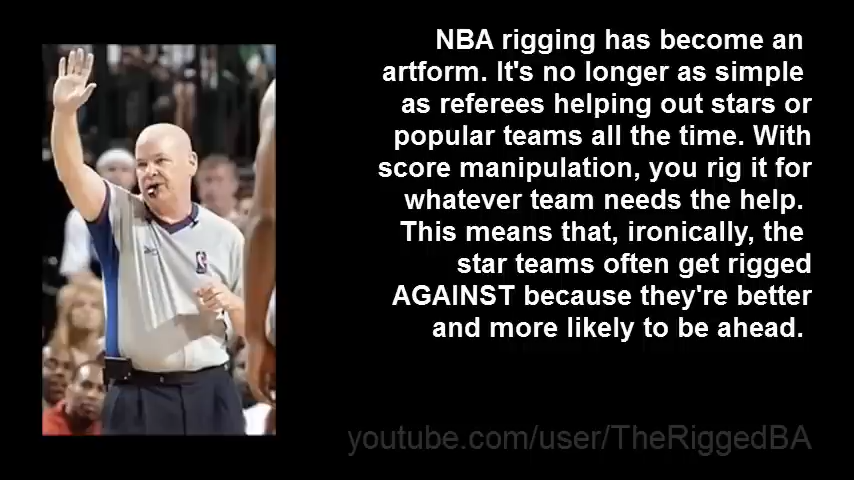 NBA rigging has become an
artform. It's no longer as simple
as referees helping out stars or
popular teams all the time. With
score manipulation, you rig it for
whatever team needs the help.
This means that, ironically, the
star teams often get rigged
AGAINST because they're better
and more likely to be ahead.
youtube.com/user/TheRiggedBA